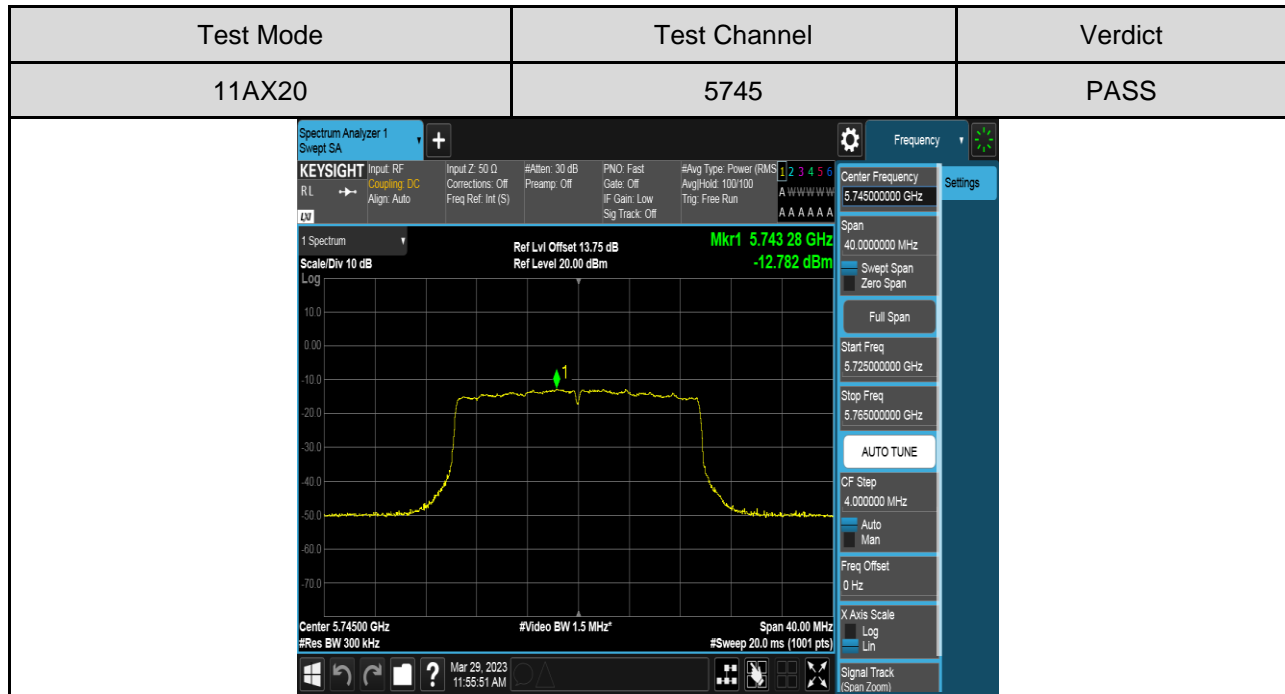 Test Mode Test Channel Verdict
11AX20 5745 PASS
Spectrum Analyzer 1
Swept SA
+
Frequency
KEYSIGHT Input: RF Input Z: 50 Ω #Atten: 30 dB PNO: Fast #Avg Type: Power (RMS 1 2 3 4 5 6
RL Coupling: DC Corrections: Off Preamp: Off Gate: Off Avg|Hold: 100/100 A W W W W W
Align: Auto Freq Ref: Int (S) IF Gain: Low Trig: Free Run
LXI Sig Track: Off A A A A A A
1 Spectrum
Ref Lvl Offset 13.75 dB Mkr1 5.743 28 GHz
Scale/Div 10 dB Ref Level 20.00 dBm -12.782 dBm
Log
10.0
0.00
-10.0
1
-20.0
-30.0
-40.0
-50.0
-60.0
-70.0
Center 5.74500 GHz #Video BW 1.5 MHz* Span 40.00 MHz
#Res BW 300 kHz #Sweep 20.0 ms (1001 pts)
? Mar 29, 2023
11:55:51 AM
Center Frequency
5.745000000 GHz
Settings
Span
40.0000000 MHz
Swept Span
Zero Span
Full Span
Start Freq
5.725000000 GHz
Stop Freq
5.765000000 GHz
AUTO TUNE
CF Step
4.000000 MHz
Auto
Man
Freq Offset
0 Hz
X Axis Scale
Log
Lin
Signal Track
(Span Zoom)